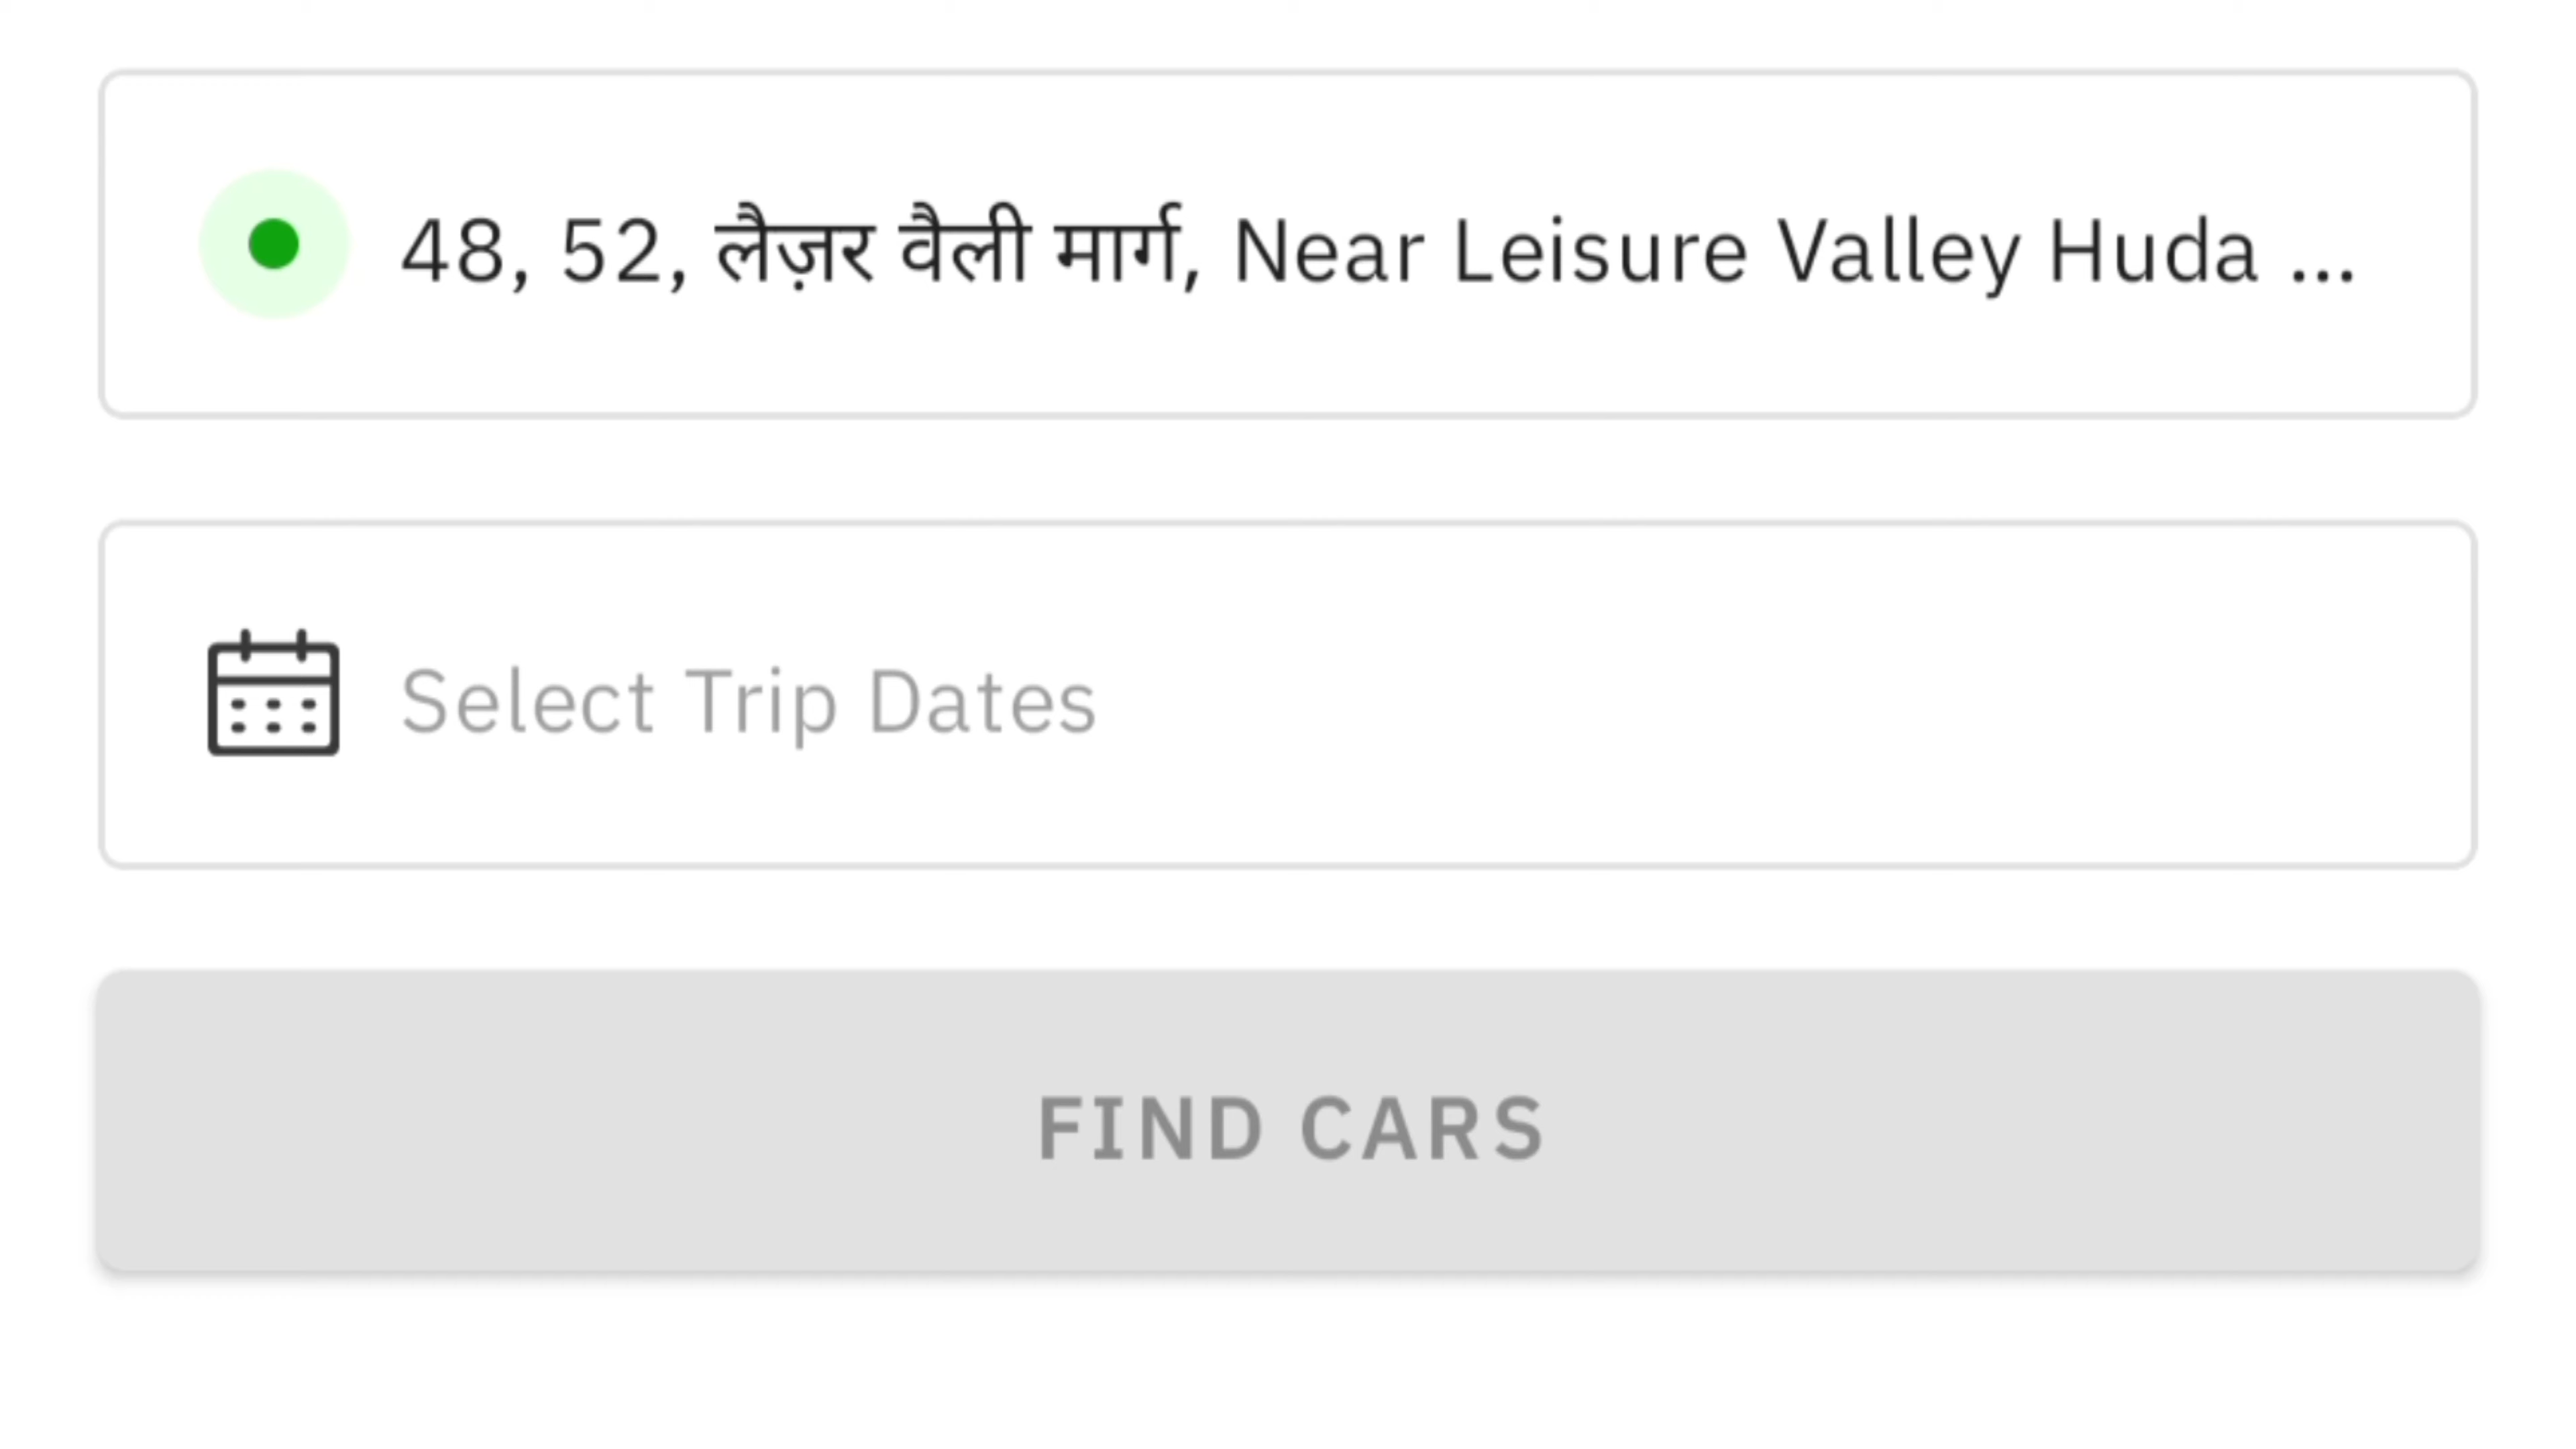 48, 52, लैज़र वैली मार्ग, Near Leisure Valley Huda ...
Select Trip Dates
FIND CARS